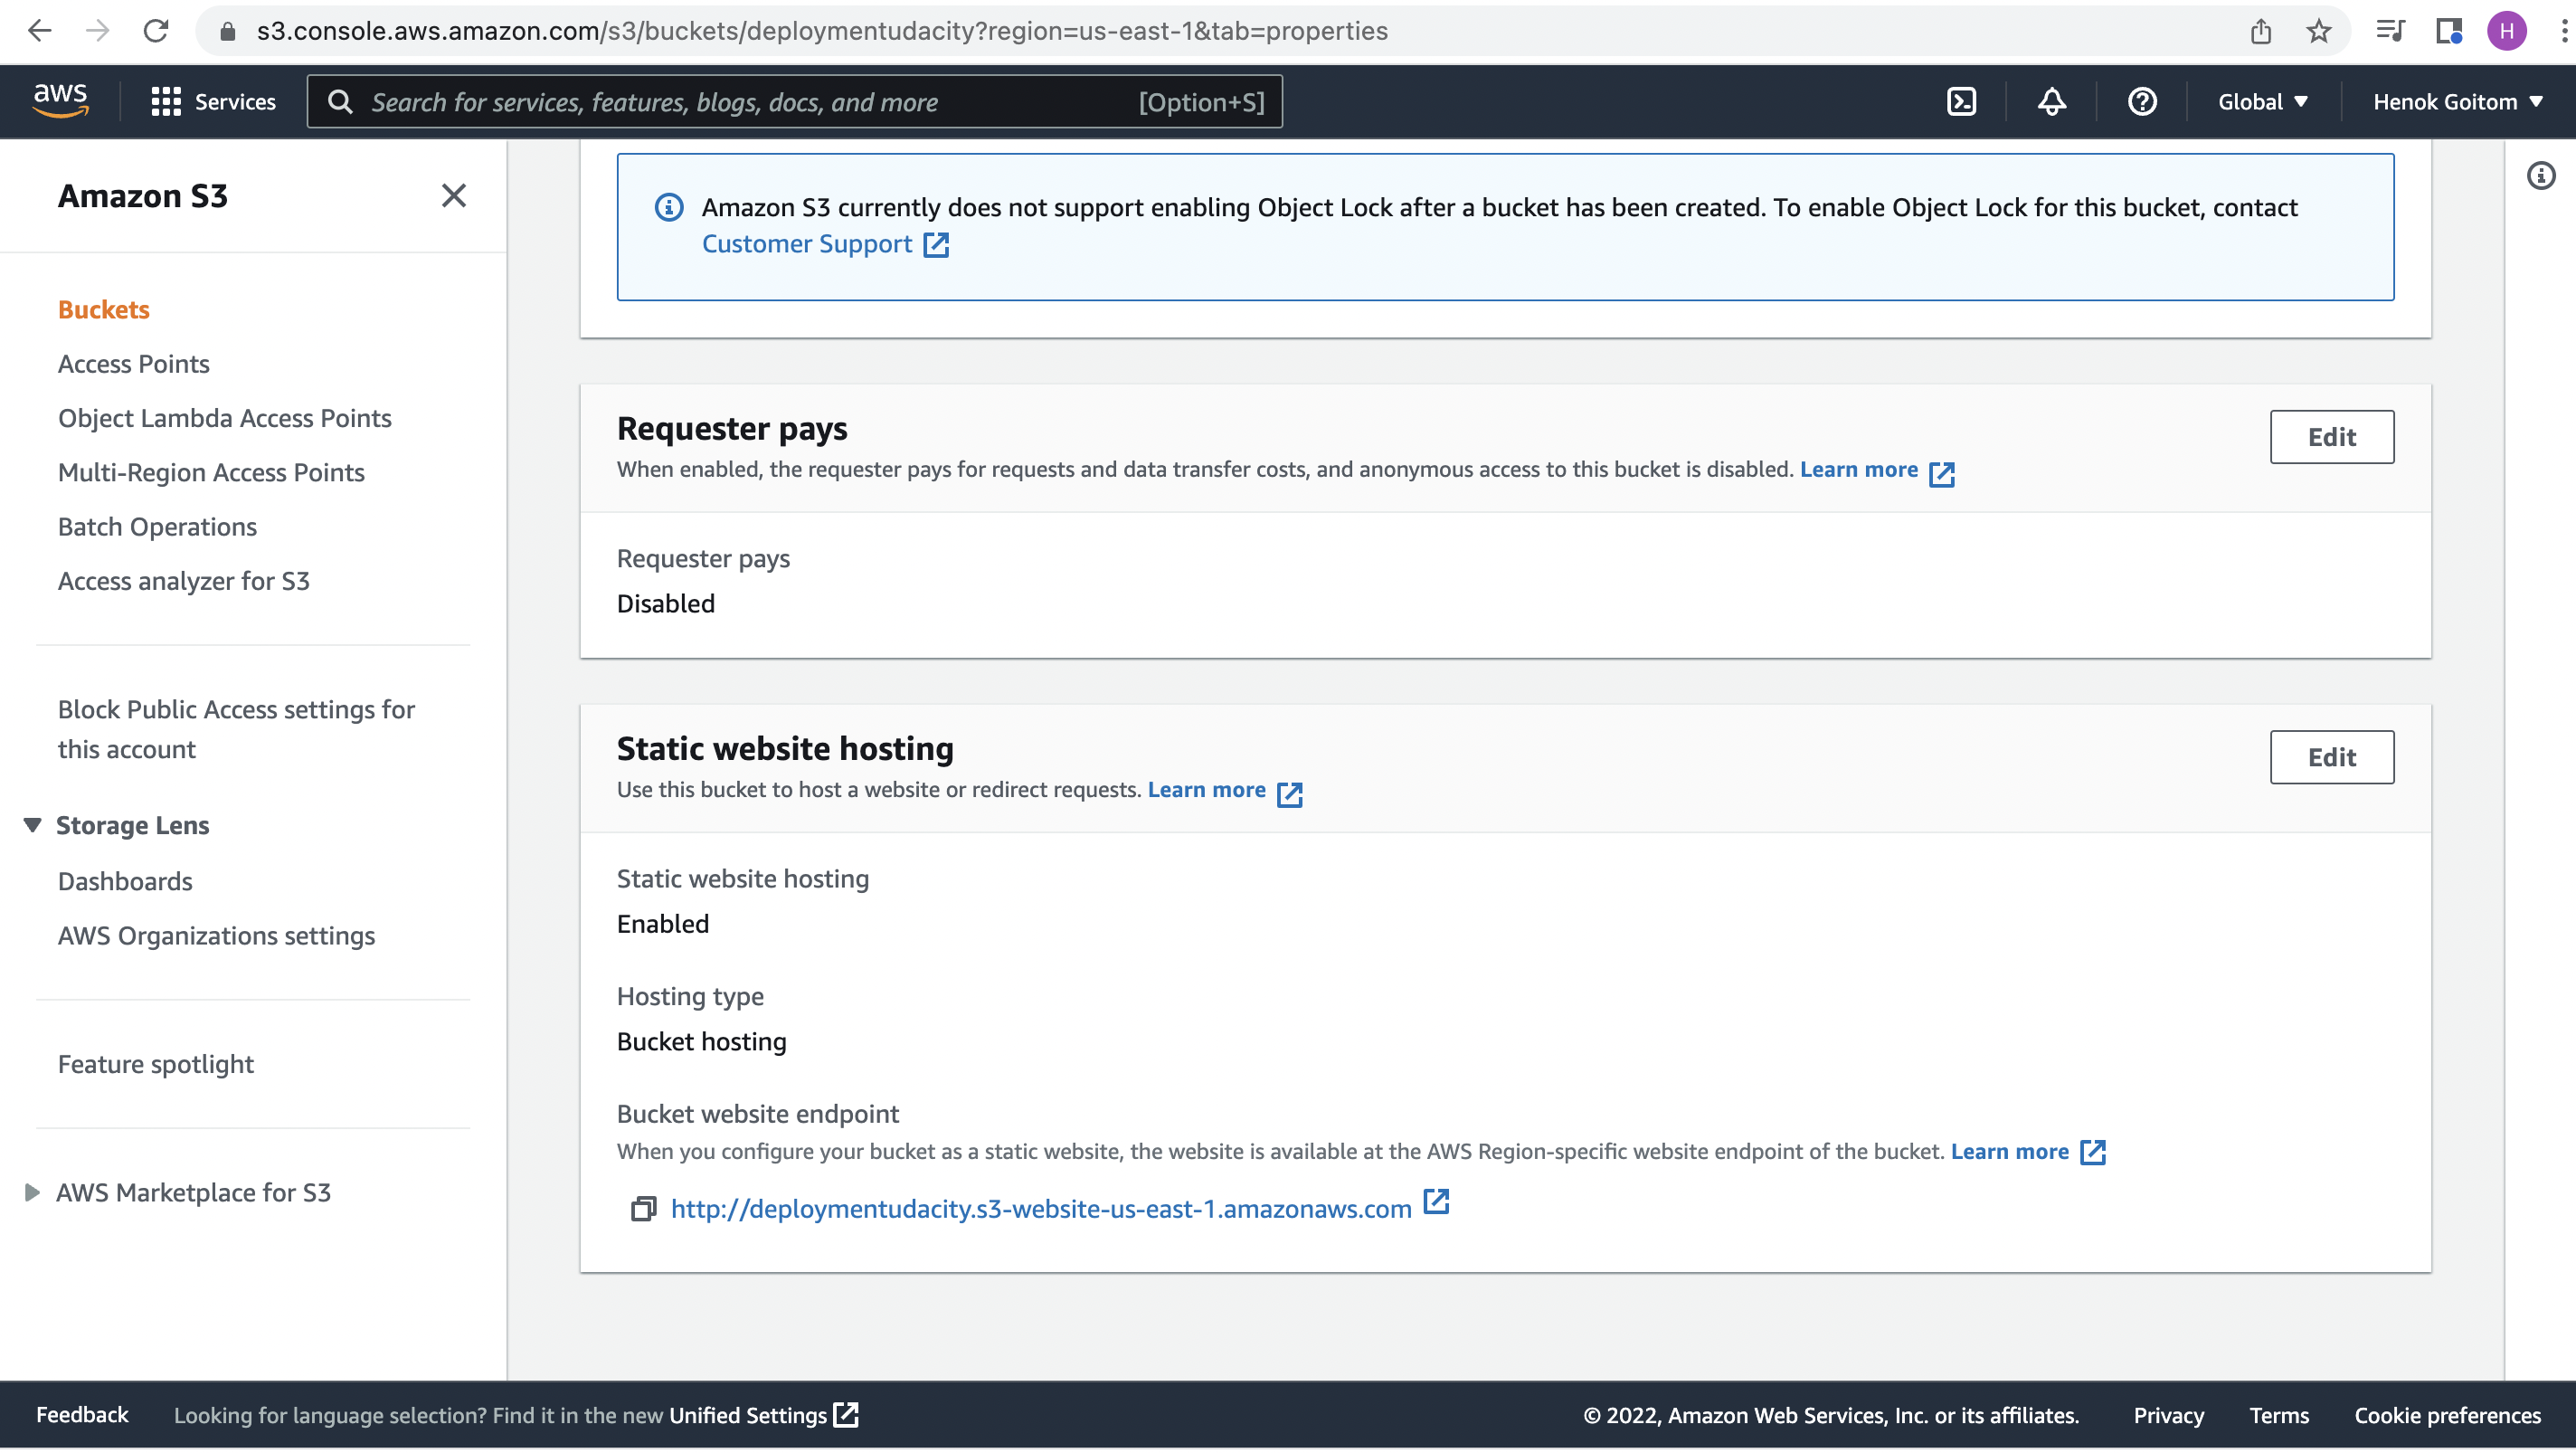 s3.console.aws.amazon.com/s3/buckets/deploymentudacity?region=us-east-1&tab=properties
H
aws
Services
Search for services, features, blogs, docs, and more
[Option+S]
Global
Henok Goitom
Amazon S3
Buckets
Access Points
Object Lambda Access Points
Multi-Region Access Points
Batch Operations
Access analyzer for S3
Block Public Access settings for
this account
Storage Lens
Dashboards
AWS Organizations settings
Feature spotlight
AWS Marketplace for S3
Amazon S3 currently does not support enabling Object Lock after a bucket has been created. To enable Object Lock for this bucket, contact
Customer Support
Requester pays
Edit
When enabled, the requester pays for requests and data transfer costs, and anonymous access to this bucket is disabled. Learn more
Requester pays
Disabled
Static website hosting
Edit
Use this bucket to host a website or redirect requests. Learn more
Static website hosting
Enabled
Hosting type
Bucket hosting
Bucket website endpoint
When you configure your bucket as a static website, the website is available at the AWS Region-specific website endpoint of the bucket. Learn more
http://deploymentudacity.s3-website-us-east-1.amazonaws.com
Feedback
Looking for language selection? Find it in the new Unified Settings
© 2022, Amazon Web Services, Inc. or its affiliates.
Privacy
Terms
Cookie preferences